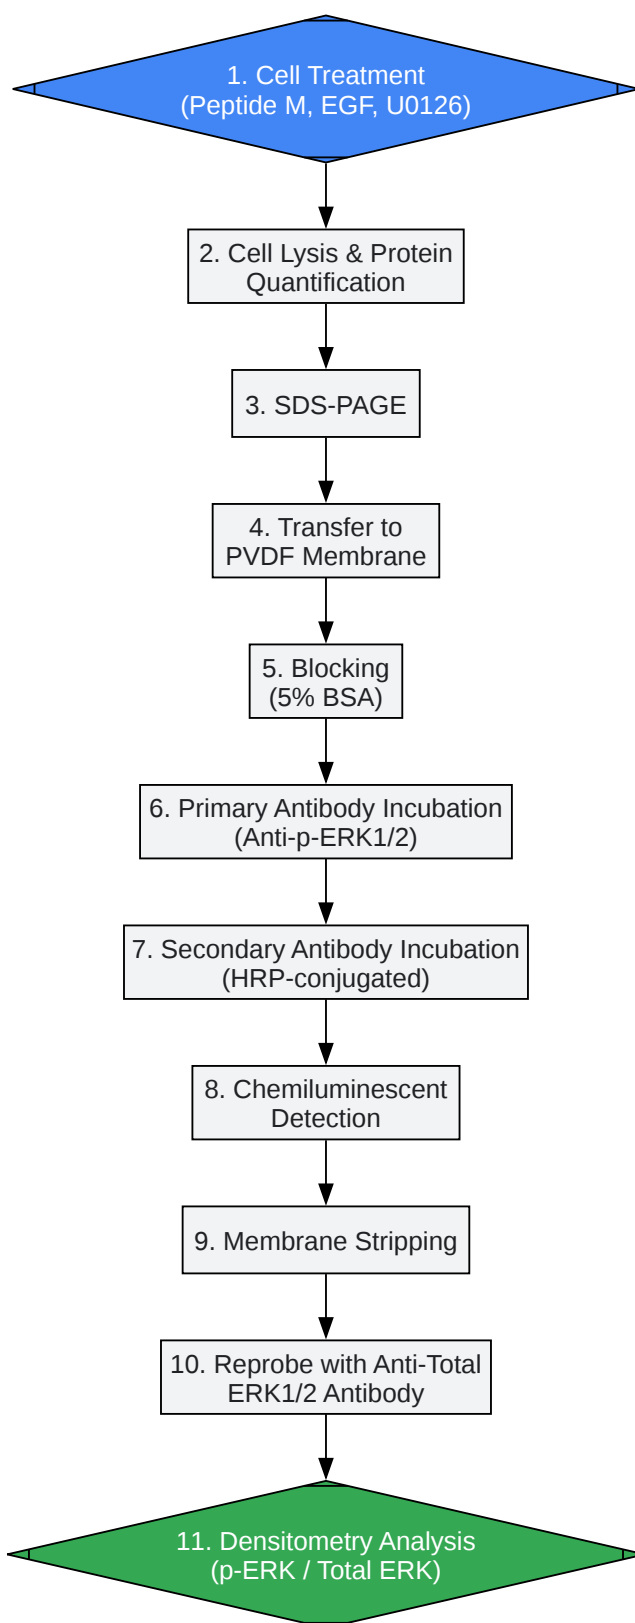 1. Cell Treatment
(Peptide M, EGF, U0126)
2. Cell Lysis & Protein
Quantification
3. SDS-PAGE
4. Transfer to
PVDF Membrane
5. Blocking
(5% BSA)
6. Primary Antibody Incubation
(Anti-p-ERK1/2)
7. Secondary Antibody Incubation
(HRP-conjugated)
8. Chemiluminescent
Detection
9. Membrane Stripping
10. Reprobe with Anti-Total
ERK1/2 Antibody
11. Densitometry Analysis
(p-ERK / Total ERK)